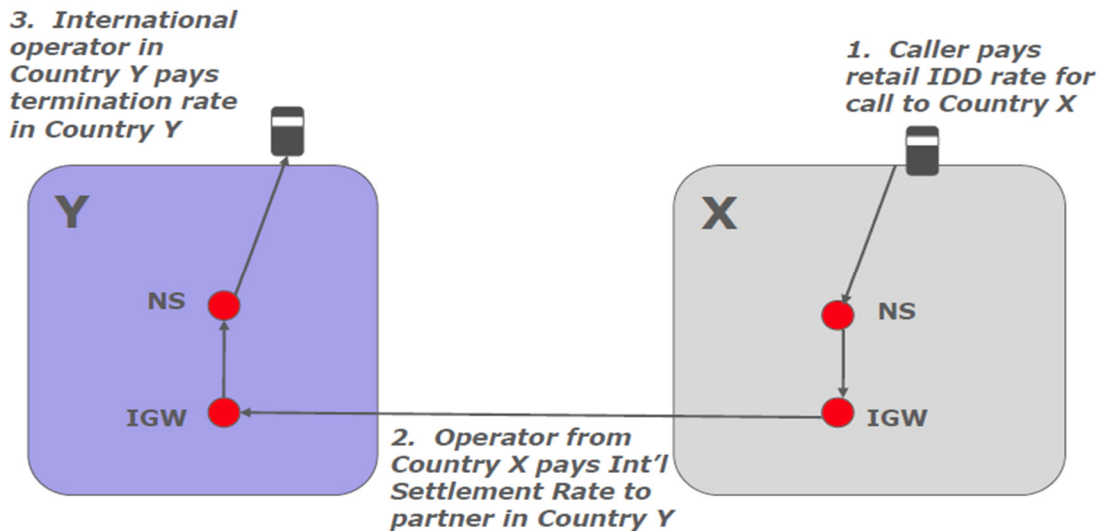 3.  International
operator in
Country Y pays
termination rate
in Country Y
1.  Caller pays
retail IDD rate for
call to Country X
Y
X
NS
NS
IGW
IGW
2.  Operator from
Country X pays Int'l
Settlement Rate to
partner in Country Y